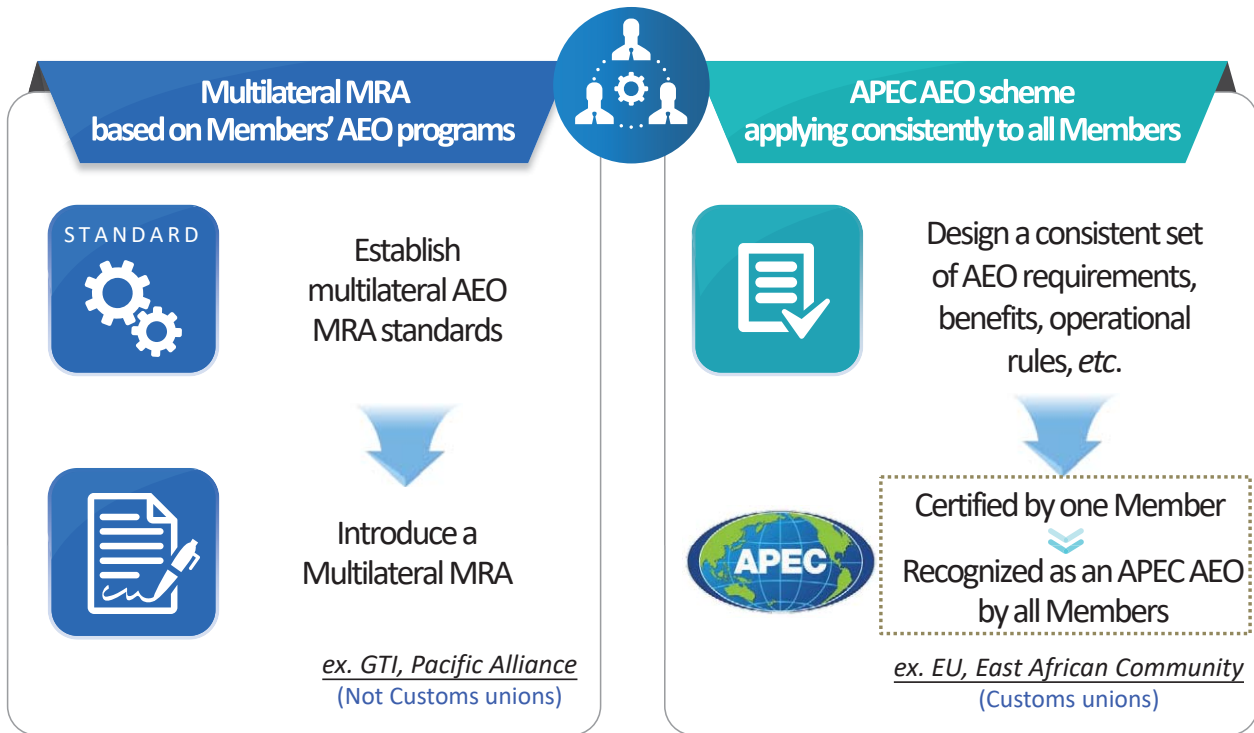 Multilateral MRA
based on Members’ AEO programs
STANDARD
Establish
multilateral AEO
MRA standards
Introduce a
Multilateral MRA
ex. GTI, Pacific Alliance
(Not Customs unions)
APEC AEO scheme
applying consistently to all Members
Design a consistent set
of AEO requirements,
benefits, operational
rules, etc.
APEC
Certified by one Member
Recognized as an APEC AEO
by all Members
ex. EU, East African Community
(Customs unions)